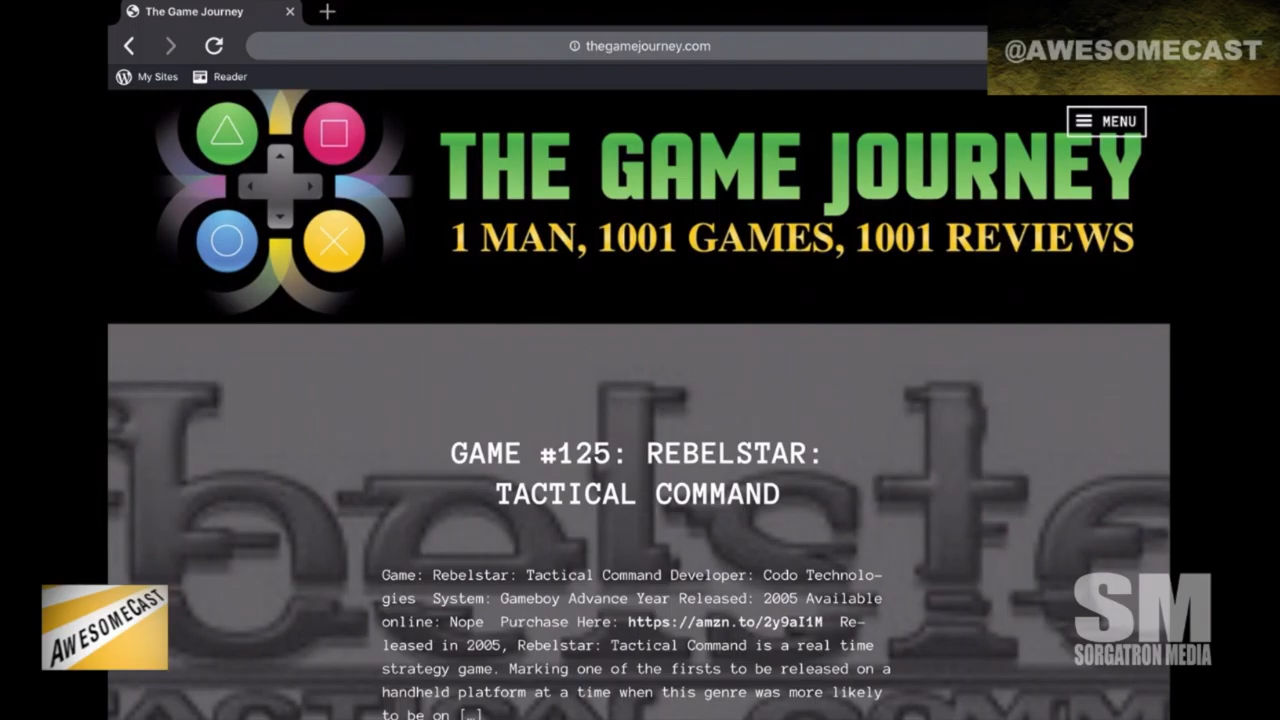 The Game Journey
thegamejourney.com
@AWESOMECAST
My Sites
Reader
MENU
THE GAME JOURNEY
1 MAN, 1001 GAMES, 1001 REVIEWS
GAME #125: REBELSTAR:
TACTICAL COMMAND
Game: Rebelstar: Tactical Command Developer: Codo Technolo-
gies System: Gameboy Advance Year Released: 2005 Available
online: Nope Purchase Here: https://amzn.to/2y9aI1M Re-
leased in 2005, Rebelstar: Tactical Command is a real time
strategy game. Marking one of the firsts to be released on a
handheld platform at a time when this genre was more likely
to be on […]
AWESOMECAST
SM
SORGATRON MEDIA